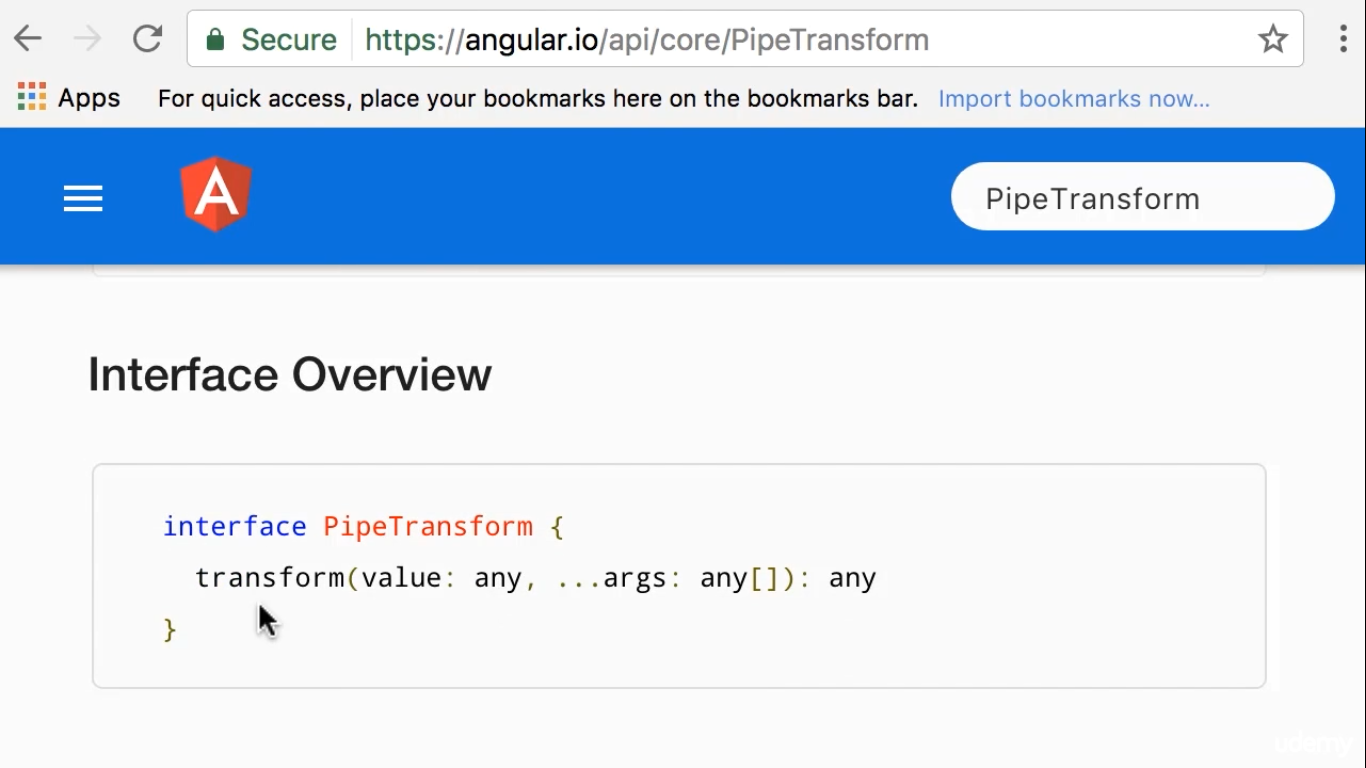 Secure https://angular.io/api/core/PipeTransform
Apps For quick access, place your bookmarks here on the bookmarks bar. Import bookmarks now...
A PipeTransform
Interface Overview
interface PipeTransform {
transform(value: any, ...args: any[]): any
}
udemy